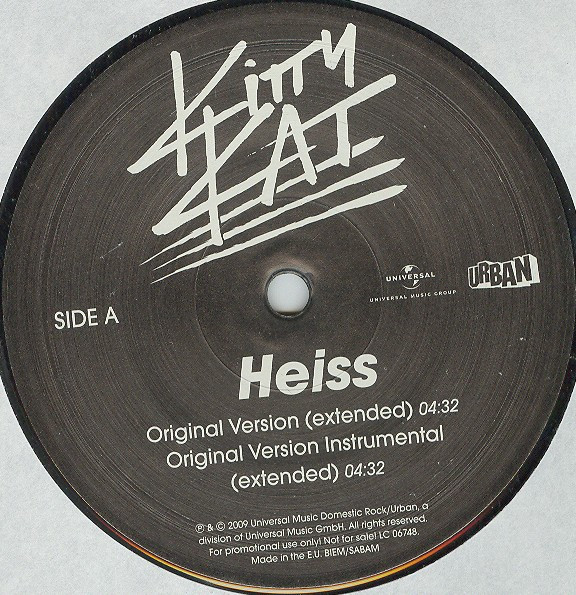 Kitty
Kat
UNIVERSAL
UNIVERSAL MUSIC GROUP
URBAN
SIDE A
Heiss
Original Version (extended) 04:32
Original Version Instrumental
(extended) 04:32
℗ & © 2009 Universal Music Domestic Rock/Urban, a
division of Universal Music GmbH. All rights reserved.
For promotional use only! Not for sale! LC 06748.
Made in the E.U. BIEM/SABAM